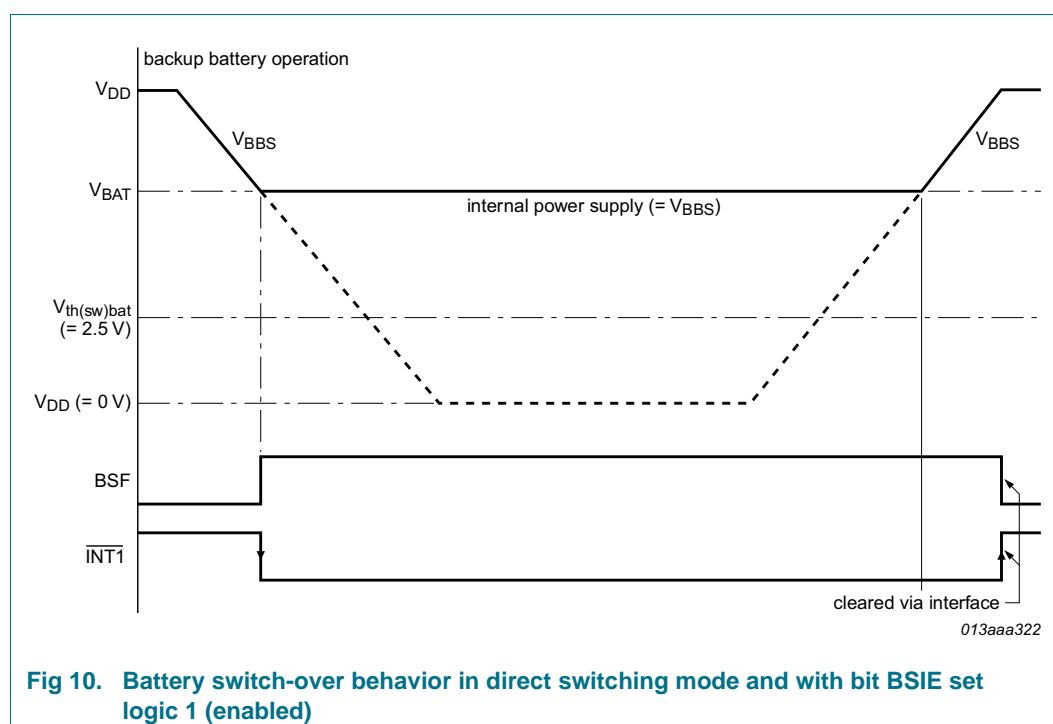 backup battery operation
VDD
VBBS
VBBS
VBAT
internal power supply (= VBBS)
Vth(sw)bat
(= 2.5 V)
VDD (= 0 V)
BSF
INT1
cleared via interface
013aaa322
Fig 10. Battery switch-over behavior in direct switching mode and with bit BSIE set
logic 1 (enabled)